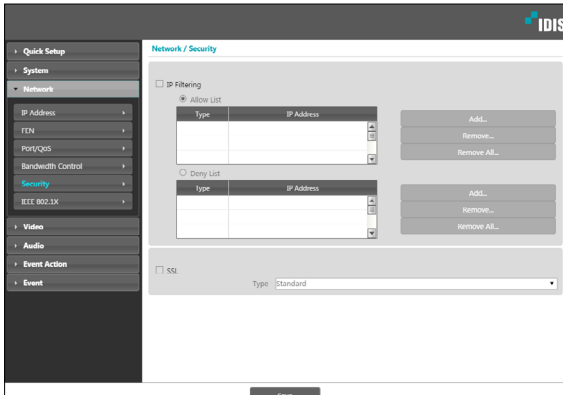 IDIS
Quick Setup
System
Network
IP Address
FEN
Port/QoS
Bandwidth Control
Security
IEEE 802.1X
Video
Audio
Event Action
Event
Network / Security
IP Filtering
Allow List
Type IP Address
Add...
Remove...
Remove All...
Deny List
Type IP Address
Add...
Remove...
Remove All...
SSL
Type Standard
Save